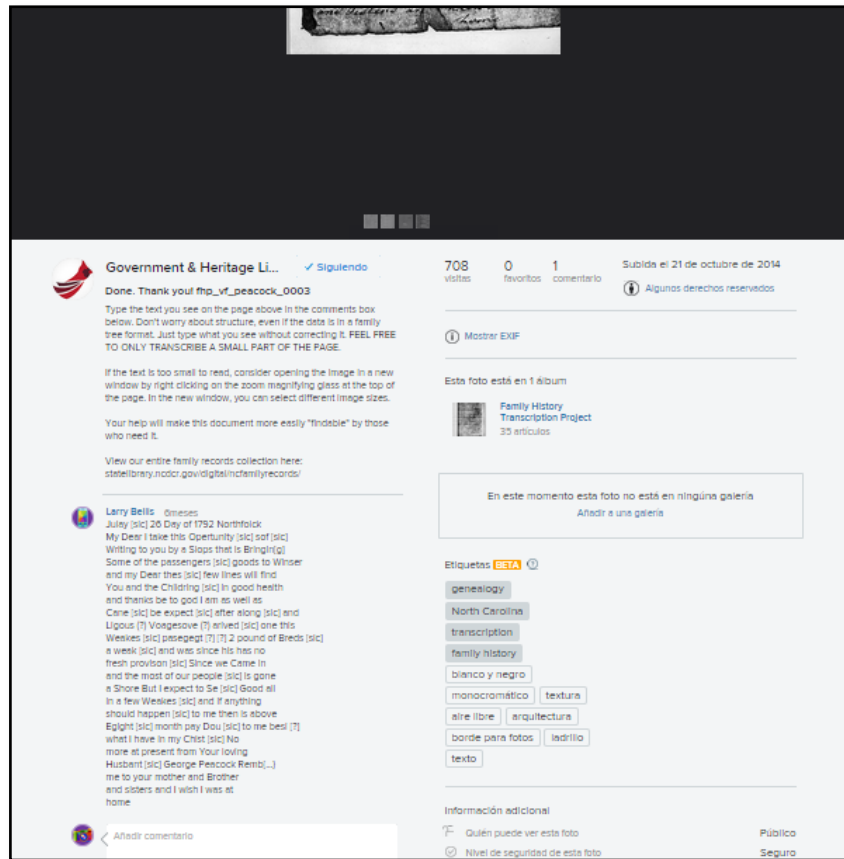 Government & Heritage Li...
Siguiendo
Done. Thank you! fhp_vf_peacock_0003
Type the text you see on the page above in the comments box
below. Don't worry about structure, even if the data is in a family
tree format. Just type what you see without correcting it. FEEL FREE
TO ONLY TRANSCRIBE A SMALL PART OF THE PAGE.
If the text is too small to read, consider opening the image in a new
window by right clicking on the zoom magnifying glass at the top of
the page. In the new window, you can select different image sizes.
Your help will make this document more easily "findable" by those
who need it.
View our entire family records collection here:
statelibrary.ncdcr.gov/digital/ncfamilyrecords/
Larry Bells 6meses
Julay [sic] 26 Day of 1792 Northfolck
My Dear I take this Opertunity [sic] sof [sic]
Writing to you by a Slops that is Bringin(g)
Some of the passengers [sic] goods to Winser
and my Dear thes [sic] few lines will find
You and the Childring [sic] in good health
and thanks be to god I am as well as
Cane [sic] be expect [sic] after along [sic] and
Ligous (?) Voagesove (?) arived [sic] one this
Weakes [sic] pasegegt [?] [?] 2 pound of Breds [sic]
a weak [sic] and was since his has no
fresh provison [sic] Since we Came in
and the most of our people [sic] is gone
a Shore But I expect to Se [sic] Good all
in a few Weakes [sic] and if anything
should happen [sic] to me then is above
Egight [sic] month pay Dou [sic] to me besi [?]
what I have in my Chist [sic] No
more at present from Your loving
Husbant [sic] George Peacock Remb(...)
me to your mother and Brother
and sisters and I wish I was at
home
Añadir comentario
708 visitas
0 favoritos
1 comentario
Subida el 21 de octubre de 2014
Algunos derechos reservados
Mostrar EXIF
Esta foto está en 1 álbum
Family History
Transcription Project
35 artículos
En este momento esta foto no está en ningúna galería
Añadir a una galería
Etiquetas BETA
genealogy
North Carolina
transcription
family history
blanco y negro
monocromático textura
aire libre arquitectura
borde para fotos ladrillo
texto
Información adicional
Quién puede ver esta foto Público
Nivel de seguridad de esta foto Seguro